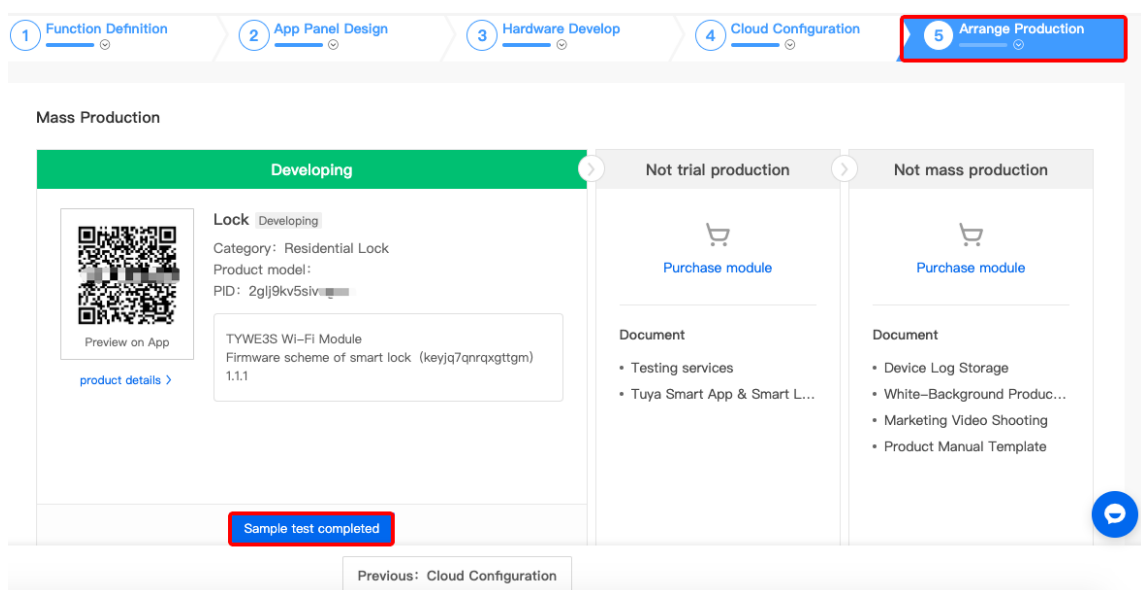 1 Function Definition
2 App Panel Design
3 Hardware Develop
4 Cloud Configuration
5 Arrange Production
Mass Production
Developing
Not trial production
Not mass production
Lock Developing
Category: Residential Lock
Product model:
PID: 2glj9kv5siv
Preview on App
product details
TYWE3S Wi-Fi Module
Firmware scheme of smart lock (keyjq7qnrqxgttgm)
1.1.1
Sample test completed
Purchase module
Document
• Testing services
• Tuya Smart App & Smart L...
Purchase module
Document
• Device Log Storage
• White-Background Produc...
• Marketing Video Shooting
• Product Manual Template
Previous: Cloud Configuration